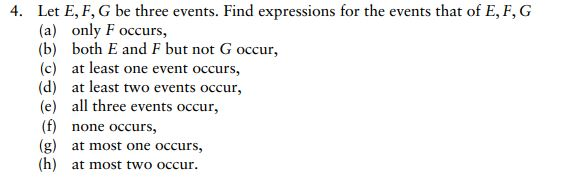 4. Let E, F, G be three events. Find expressions for the events that of E, F, G
(a) only F occurs,
(b) both E and F but not G occur,
(c) at least one event occurs,
(d) at least two events occur,
(e) all three events occur,
(f) none occurs,
(g) at most one occurs,
(h) at most two occur.